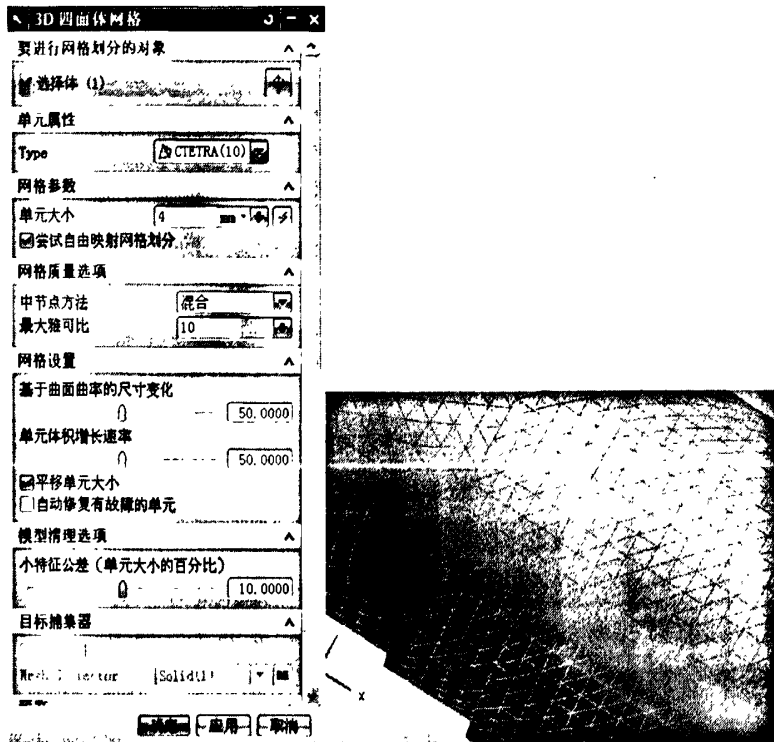 3D 四面体网格
要进行网格划分的对象
选择体 (1)
单元属性
Type CTETRA(10)
网格参数
单元大小 4 mm
尝试自由映射网格划分
网格质量选项
中节点方法 混合
最大雅可比 10
网格设置
基于曲面曲率的尺寸变化
50.0000
单元体积增长速率
50.0000
平移单元大小
自动修复有故障的单元
模型清理选项
小特征公差 (单元大小的百分比)
10.0000
目标捕集器
Solid(1)
应用 取消
X